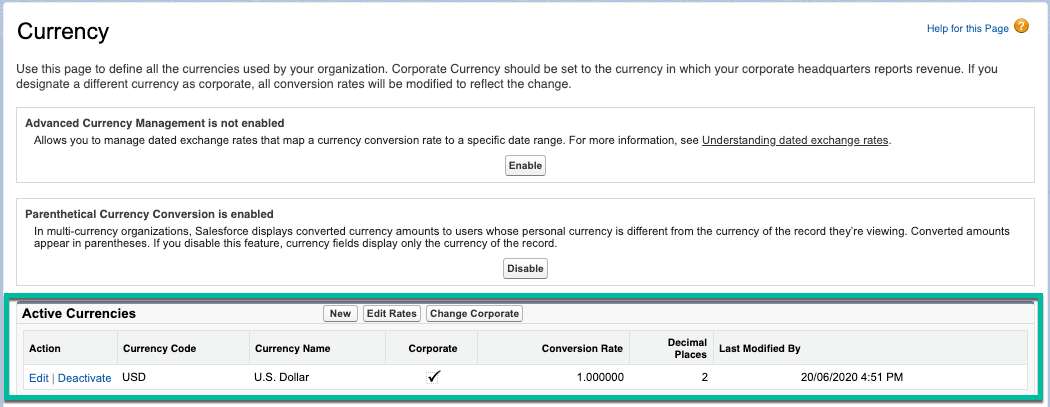 Currency
Help for this Page
Use this page to define all the currencies used by your organization. Corporate Currency should be set to the currency in which your corporate headquarters reports revenue. If you
designate a different currency as corporate, all conversion rates will be modified to reflect the change.
Advanced Currency Management is not enabled
Allows you to manage dated exchange rates that map a currency conversion rate to a specific date range. For more information, see Understanding dated exchange rates.
Enable
Parenthetical Currency Conversion is enabled
In multi-currency organizations, Salesforce displays converted currency amounts to users whose personal currency is different from the currency of the record they're viewing. Converted amounts
appear in parentheses. If you disable this feature, currency fields display only the currency of the record.
Disable
Active Currencies New Edit Rates Change Corporate
Action Currency Code Currency Name Corporate Conversion Rate Decimal Places Last Modified By
Edit | Deactivate USD U.S. Dollar ✓ 1.000000 2 20/06/2020 4:51 PM